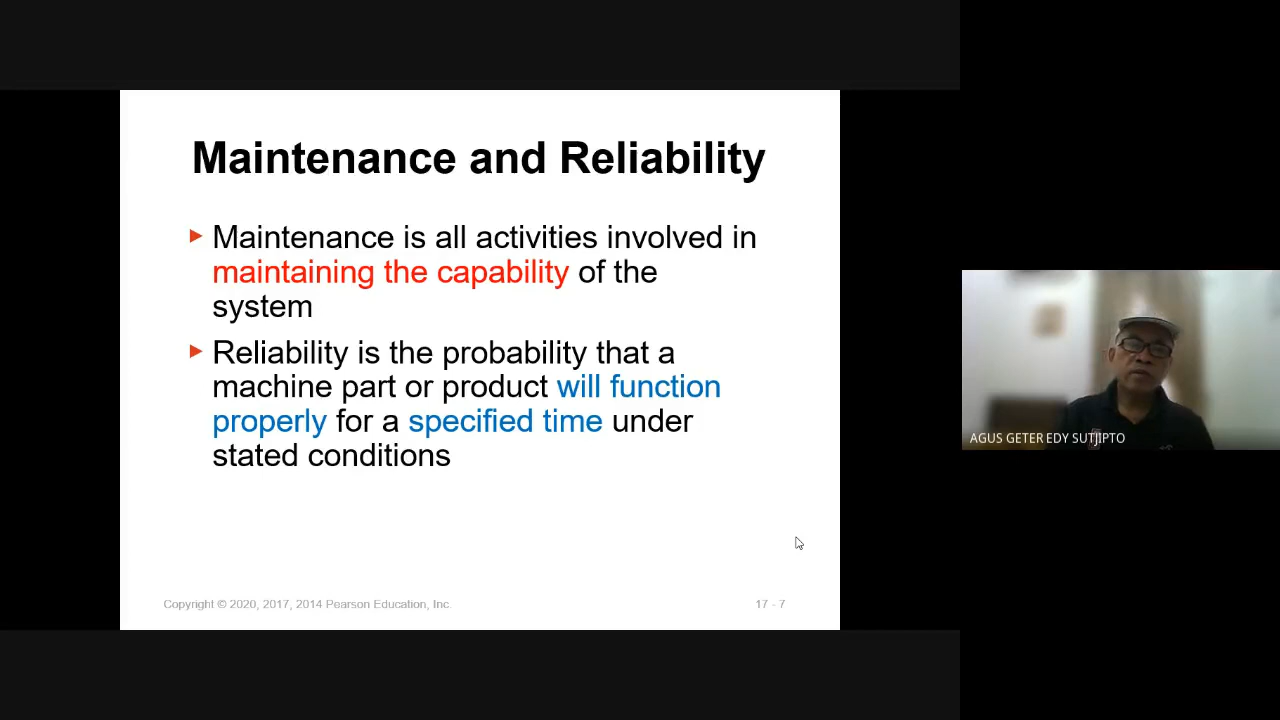 Maintenance and Reliability
Maintenance is all activities involved in
maintaining the capability of the
system
Reliability is the probability that a
machine part or product will function
properly for a specified time under
stated conditions
Copyright © 2020, 2017, 2014 Pearson Education, Inc.
17 - 7
AGUS GETER EDY SUTJIPTO